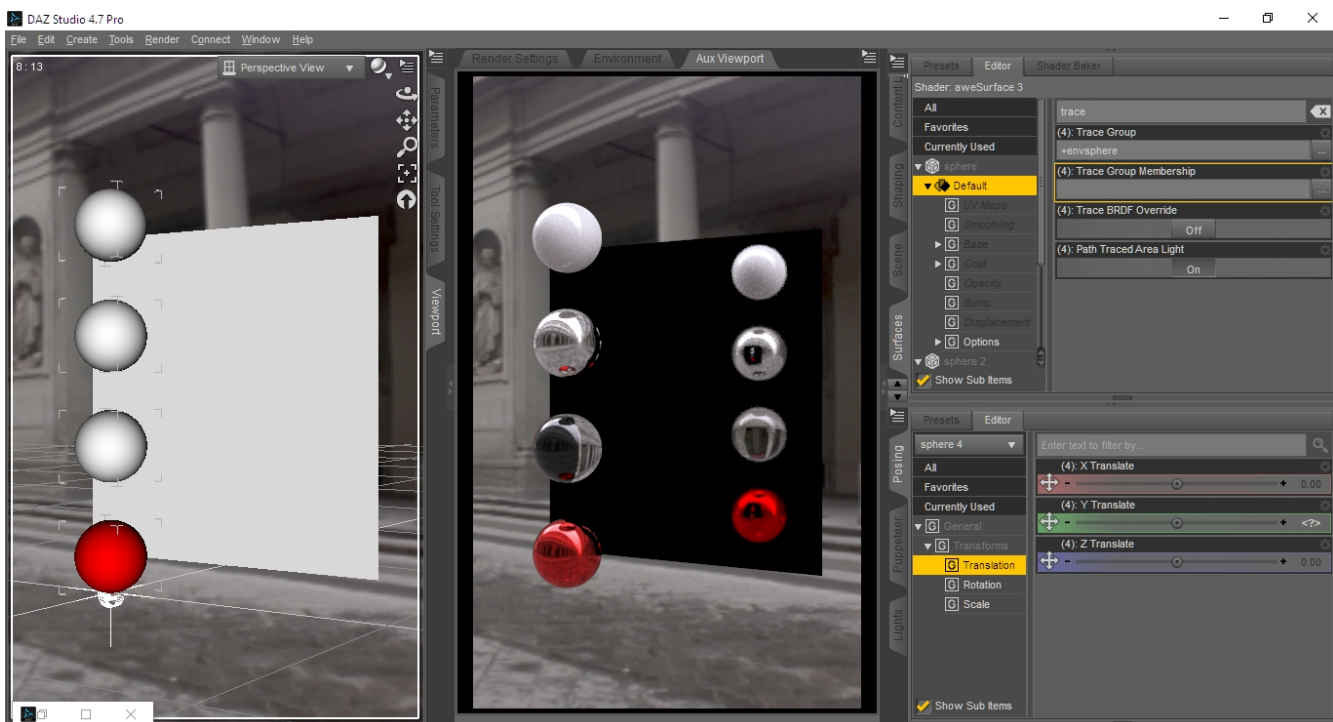 DAZ Studio 4.7 Pro
File Edit Create Tools Render Connect Window Help
8 : 13
Perspective View
Parameters
Tool Settings
Viewport
Render Settings Environment Aux Viewport
Shaping
Scene
Surfaces
Presets Editor Shader Baker
Shader: aweSurface 3
All
Favorites
Currently Used
sphere
Default
UV Maps
Smoothing
Base
Coat
Opacity
Bump
Displacement
Options
sphere 2
Show Sub Items
trace
(4): Trace Group
+envsphere
...
(4): Trace Group Membership
...
(4): Trace BRDF Override
Off
(4): Path Traced Area Light
On
Posing
Puppeteer
Lights
Presets Editor
sphere 4
Enter text to filter by...
All
Favorites
Currently Used
General
Transforms
Translation
Rotation
Scale
Show Sub Items
(4): X Translate
- + 0.00
(4): Y Translate
- + <?>
(4): Z Translate
- + 0.00